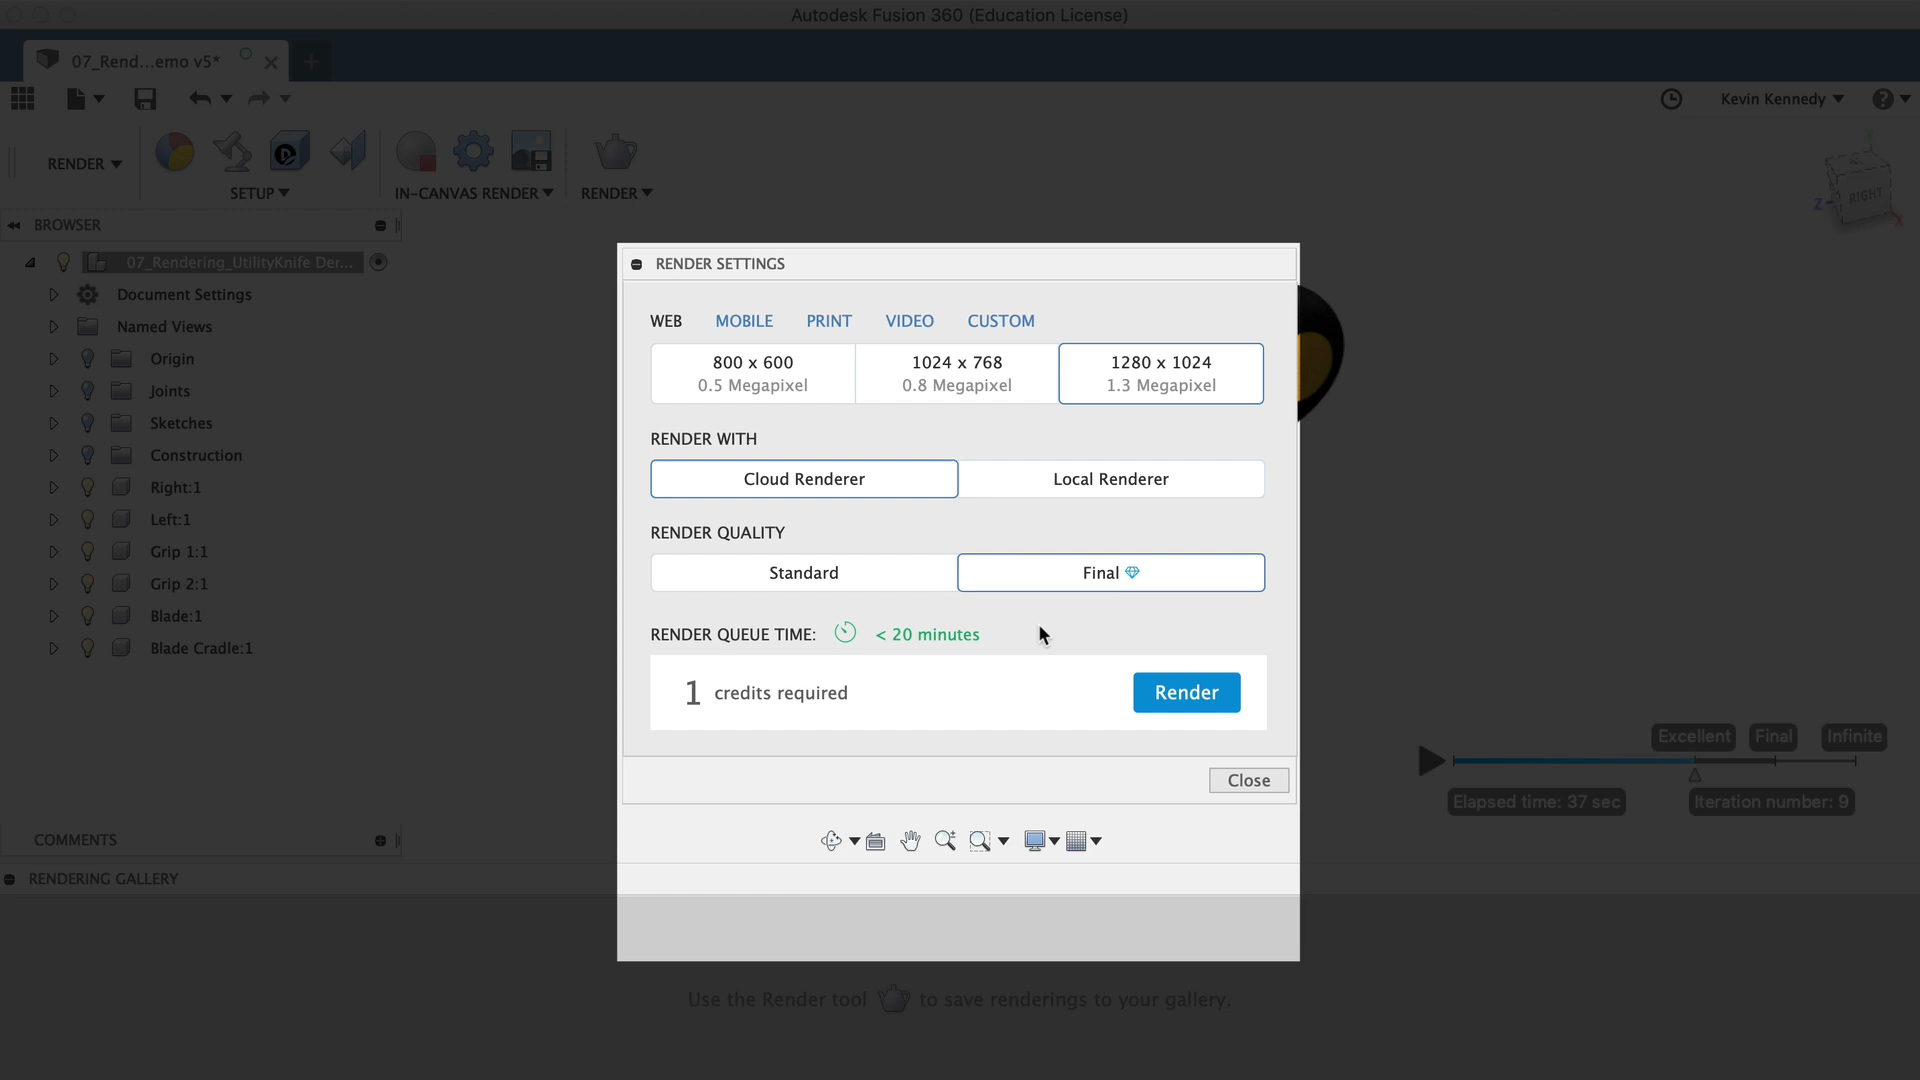 Autodesk Fusion 360 (Education License)
07_Rend...emo v5*
Kevin Kennedy
RENDER
SETUP
IN-CANVAS RENDER
RENDER
RIGHT
Z
X
BROWSER
07_Rendering_UtilityKnife Der...
Document Settings
Named Views
Origin
Joints
Sketches
Construction
Right:1
Left:1
Grip 1:1
Grip 2:1
Blade:1
Blade Cradle:1
RENDER SETTINGS
WEB MOBILE PRINT VIDEO CUSTOM
800 x 600 1024 x 768 1280 x 1024
0.5 Megapixel 0.8 Megapixel 1.3 Megapixel
RENDER WITH
Cloud Renderer Local Renderer
RENDER QUALITY
Standard Final
RENDER QUEUE TIME: < 20 minutes
1 credits required Render
Close
Excellent Final Infinite
Elapsed time: 37 sec Iteration number: 9
COMMENTS
RENDERING GALLERY
Use the Render tool to save renderings to your gallery.